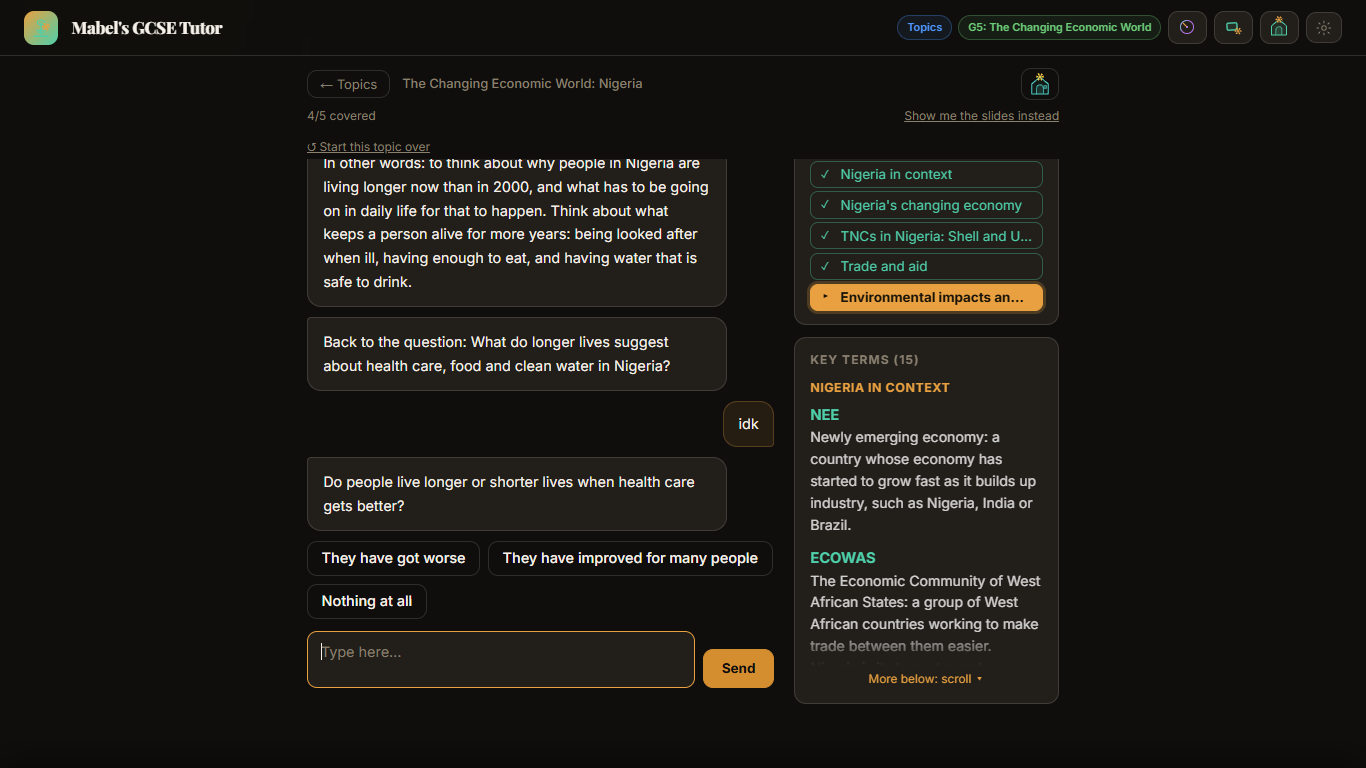 Mabel's GCSE Tutor
Topics
G5: The Changing Economic World
← Topics
The Changing Economic World: Nigeria
4/5 covered
Show me the slides instead
↺ Start this topic over
In other words: to think about why people in Nigeria are
living longer now than in 2000, and what has to be going
on in daily life for that to happen. Think about what
keeps a person alive for more years: being looked after
when ill, having enough to eat, and having water that is
safe to drink.
Back to the question: What do longer lives suggest
about health care, food and clean water in Nigeria?
idk
Do people live longer or shorter lives when health care
gets better?
They have got worse
They have improved for many people
Nothing at all
Type here...
Send
✓ Nigeria in context
✓ Nigeria's changing economy
✓ TNCs in Nigeria: Shell and U...
✓ Trade and aid
▸ Environmental impacts an...
KEY TERMS (15)
NIGERIA IN CONTEXT
NEE
Newly emerging economy: a
country whose economy has
started to grow fast as it builds up
industry, such as Nigeria, India or
Brazil.
ECOWAS
The Economic Community of West
African States: a group of West
African countries working to make
trade between them easier.
More below: scroll ▾